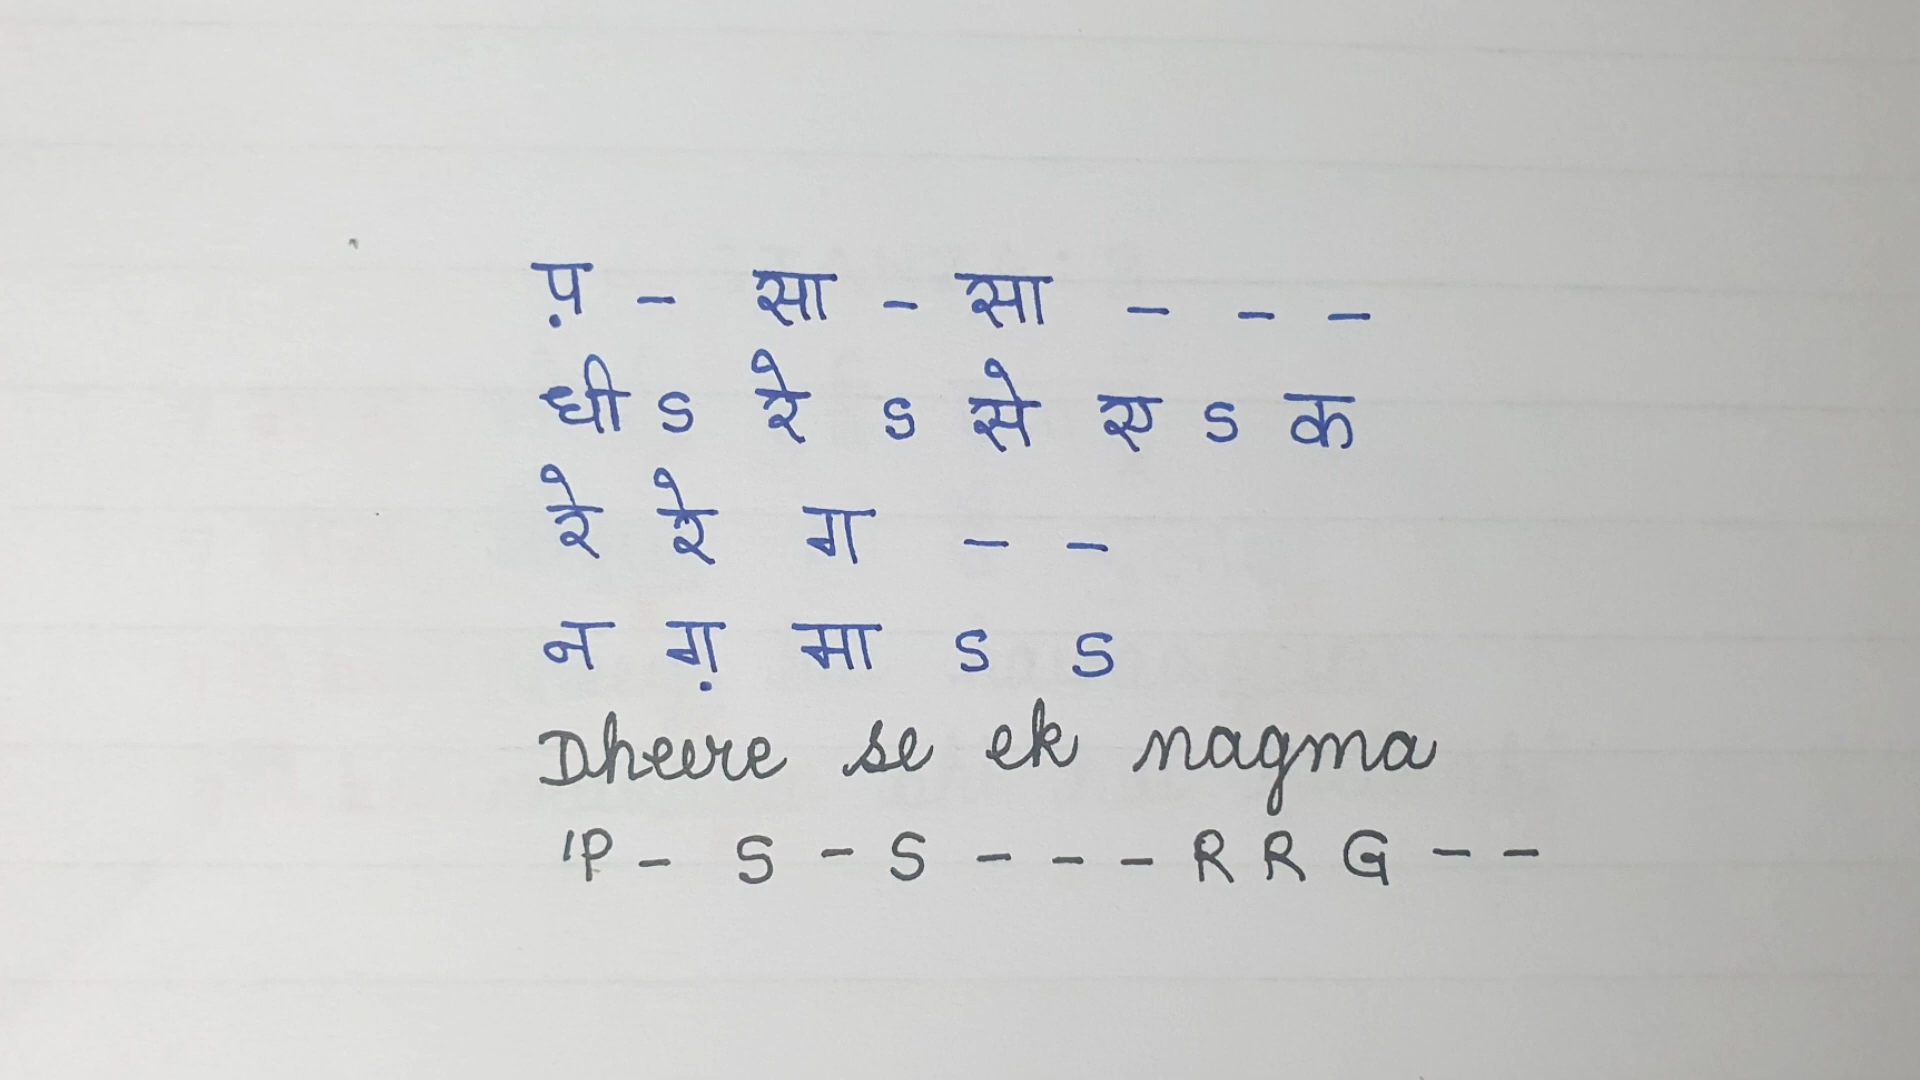 प़ - सा - सा - - -
धी S रे S से ए S क
रे रे ग - -
न ग़ मा S S
Dheere se ek nagma
'P - S - S - - - R R G - -